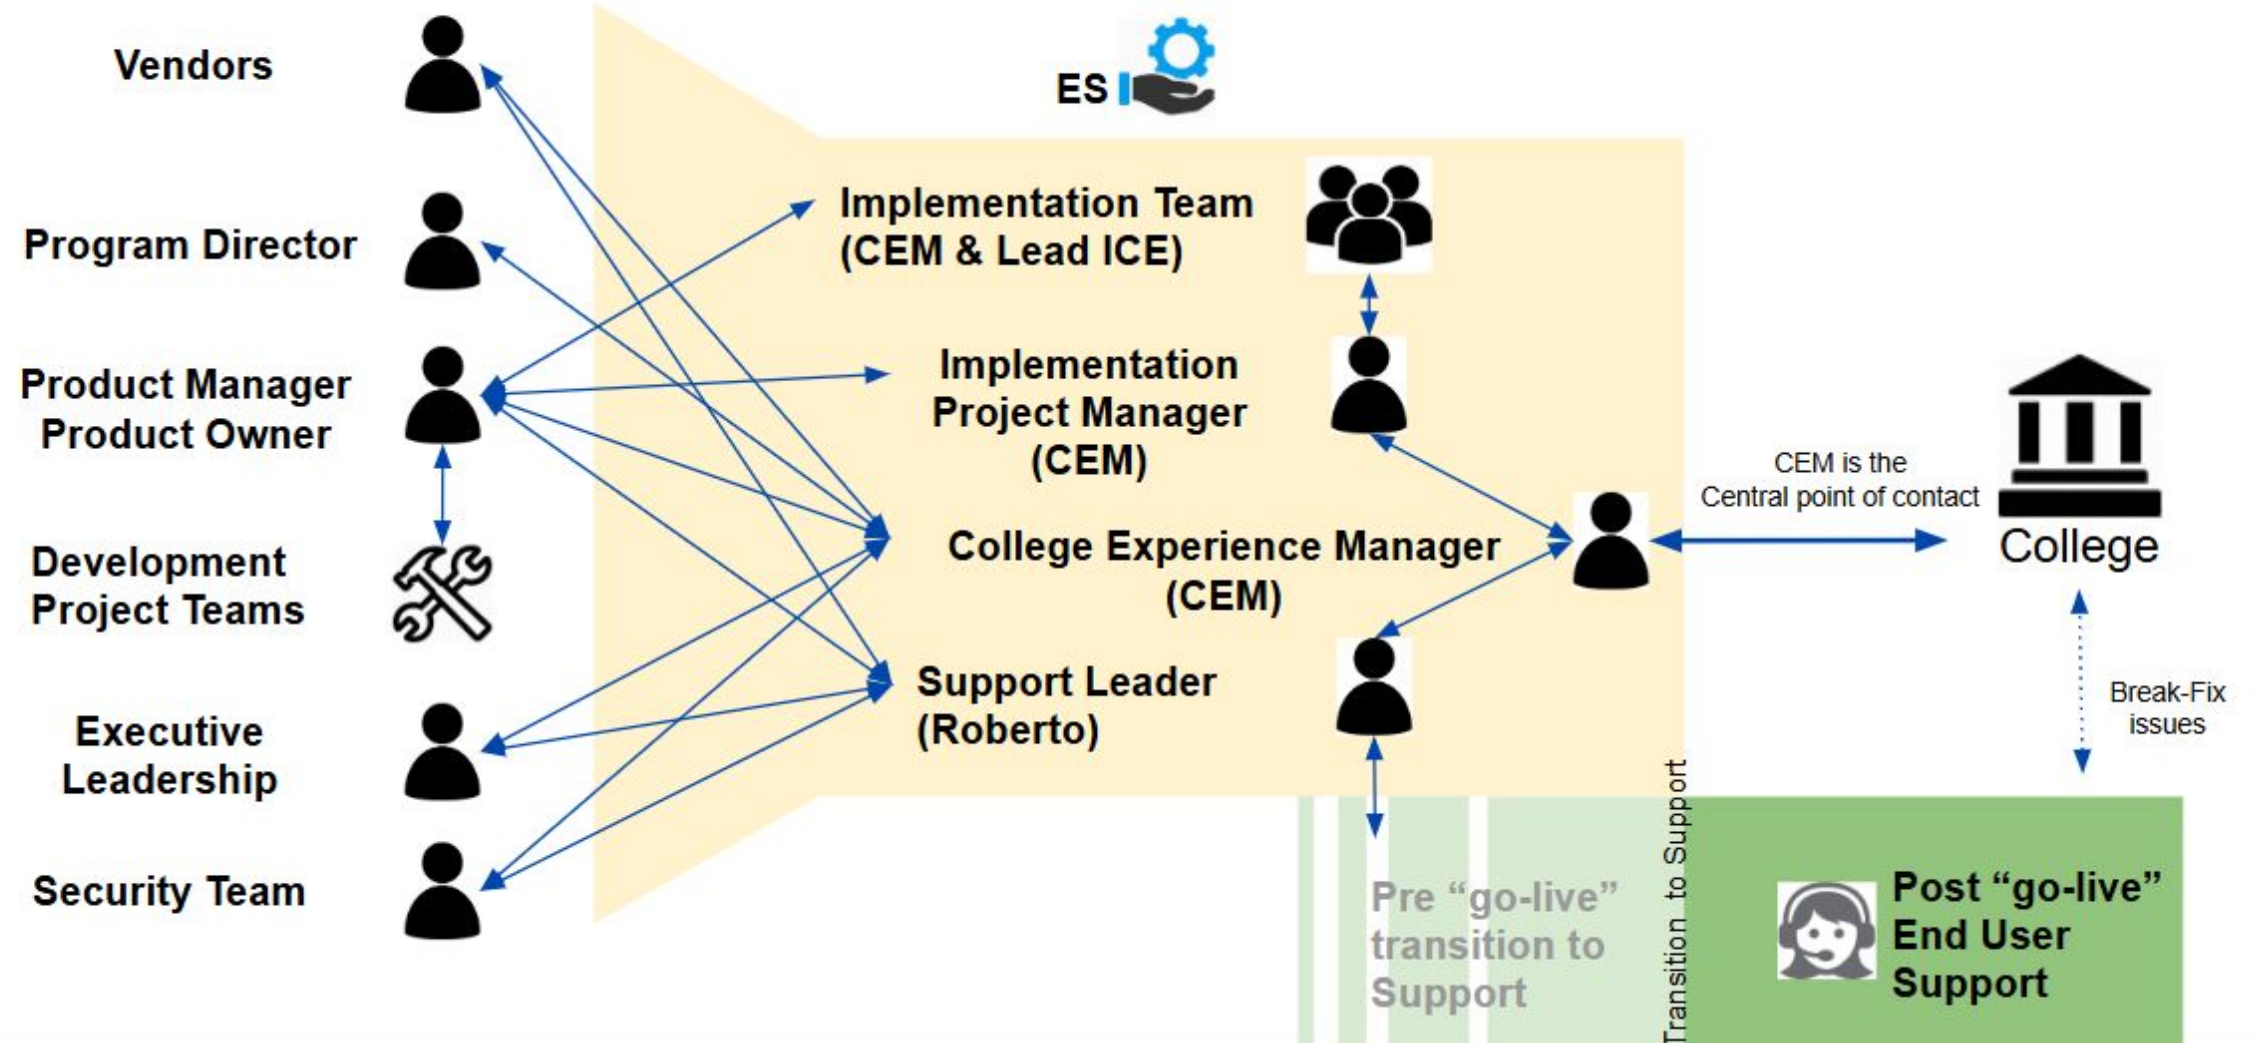 Vendors
Program Director
Product Manager
Product Owner
Development
Project Teams
Executive
Leadership
Security Team
ES
Implementation Team
(CEM & Lead ICE)
Implementation
Project Manager
(CEM)
College Experience Manager
(CEM)
Support Leader
(Roberto)
CEM is the
Central point of contact
College
Break-Fix
issues
Pre “go-live”
transition to
Support
Transition to Support
Post “go-live”
End User
Support